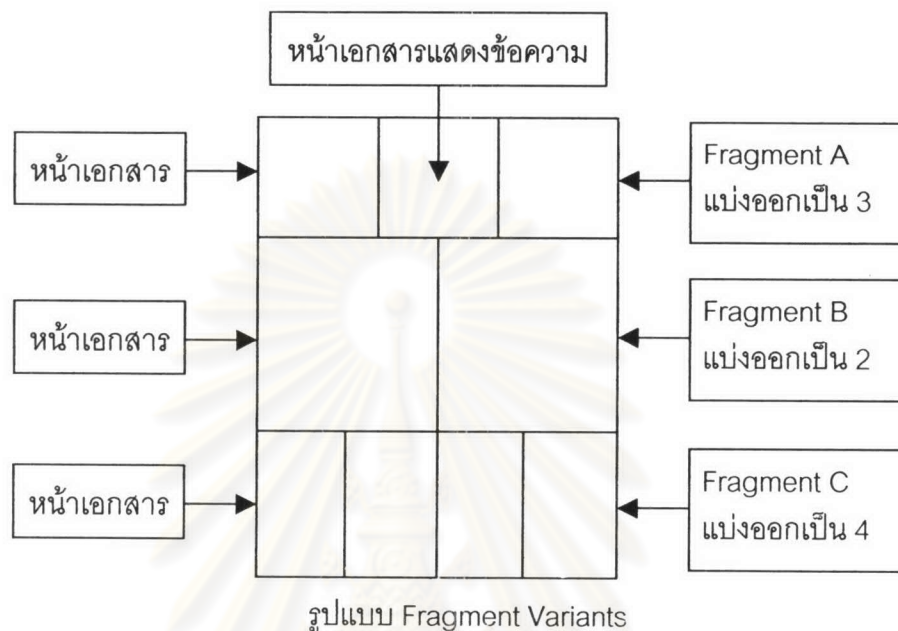 หน้าเอกสารแสดงข้อความ
หน้าเอกสาร
Fragment A
แบ่งออกเป็น 3
หน้าเอกสาร
Fragment B
แบ่งออกเป็น 2
หน้าเอกสาร
Fragment C
แบ่งออกเป็น 4
รูปแบบ Fragment Variants